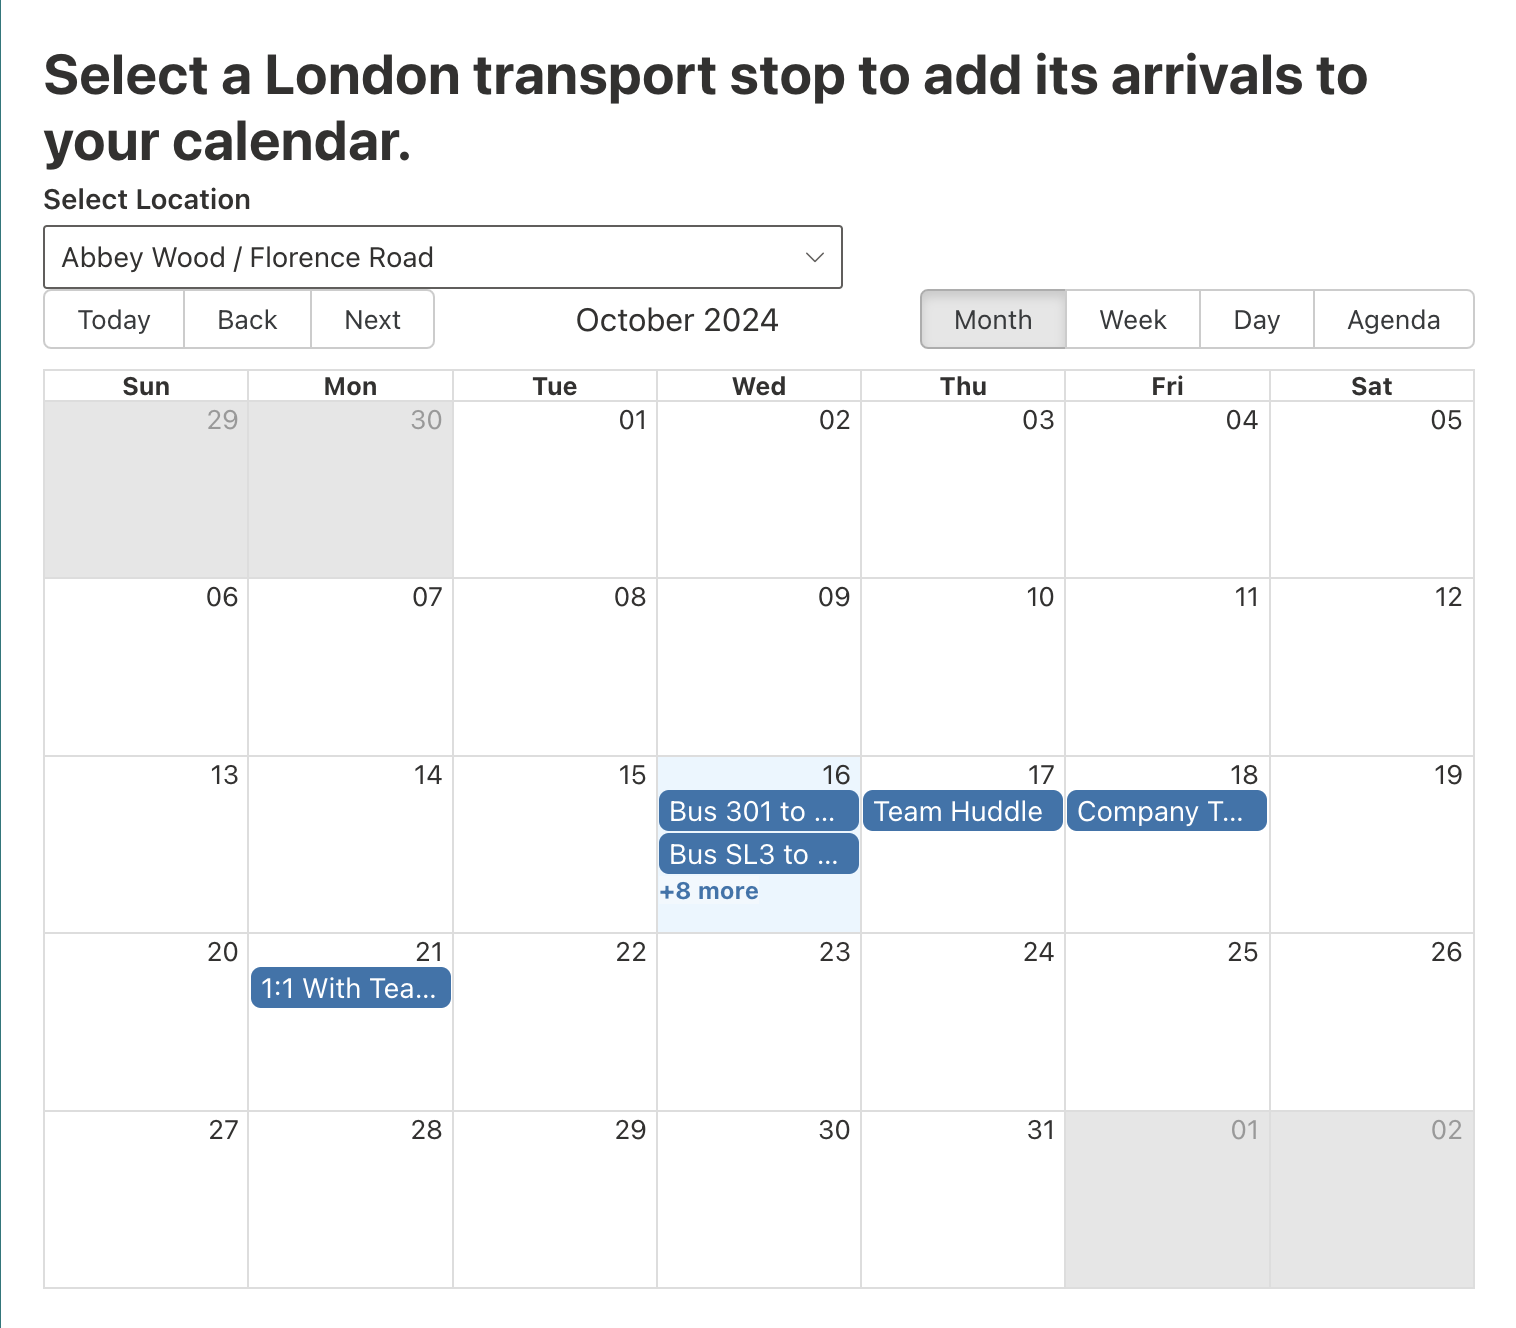 Select a London transport stop to add its arrivals to
your calendar.
Select Location
Abbey Wood / Florence Road
Today Back Next October 2024 Month Week Day Agenda
Sun Mon Tue Wed Thu Fri Sat
29 30 01 02 03 04 05
06 07 08 09 10 11 12
13 14 15 16 17 18 19
Bus 301 to ... Team Huddle Company T...
Bus SL3 to ...
+8 more
20 21 22 23 24 25 26
1:1 With Tea...
27 28 29 30 31 01 02